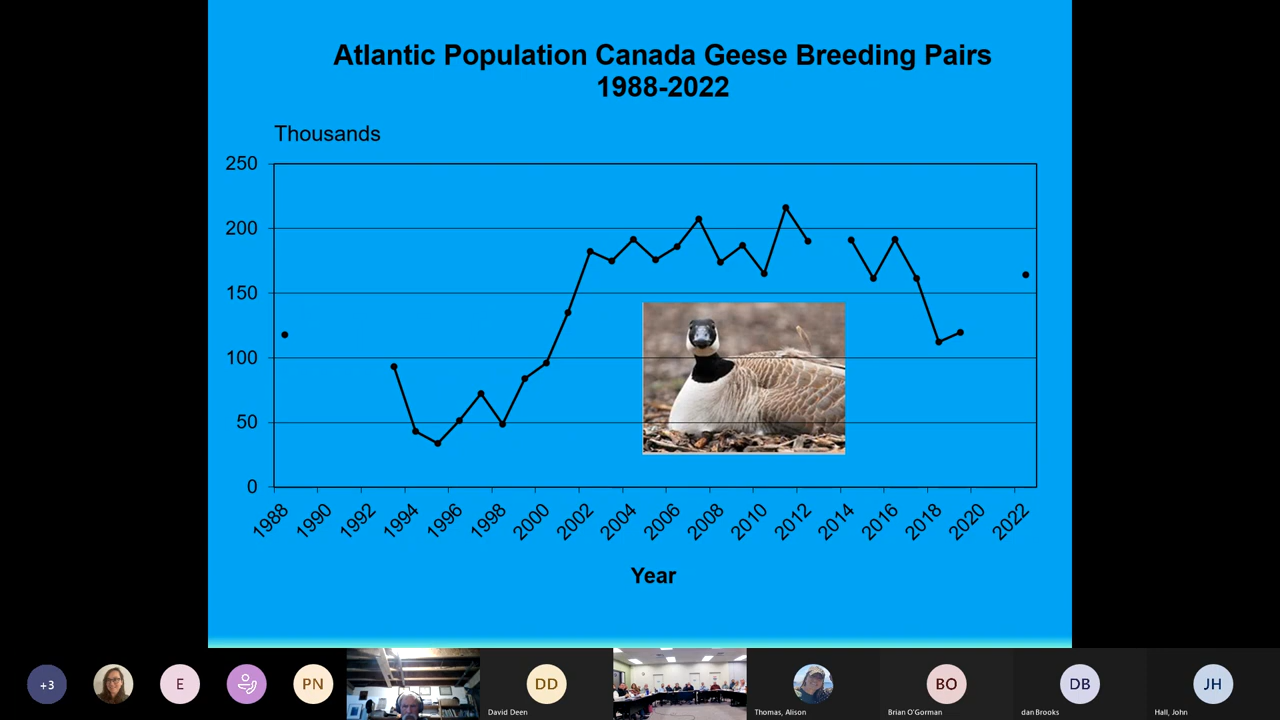 Atlantic Population Canada Geese Breeding Pairs
1988-2022
Thousands
250
200
150
100
50
0
1988 1990 1992 1994 1996 1998 2000 2002 2004 2006 2008 2010 2012 2014 2016 2018 2020 2022
Year
+3
E
PN
DD
BO
DB
JH
David Deen
Thomas, Alison
Brian O'Gorman
dan Brooks
Hall, John